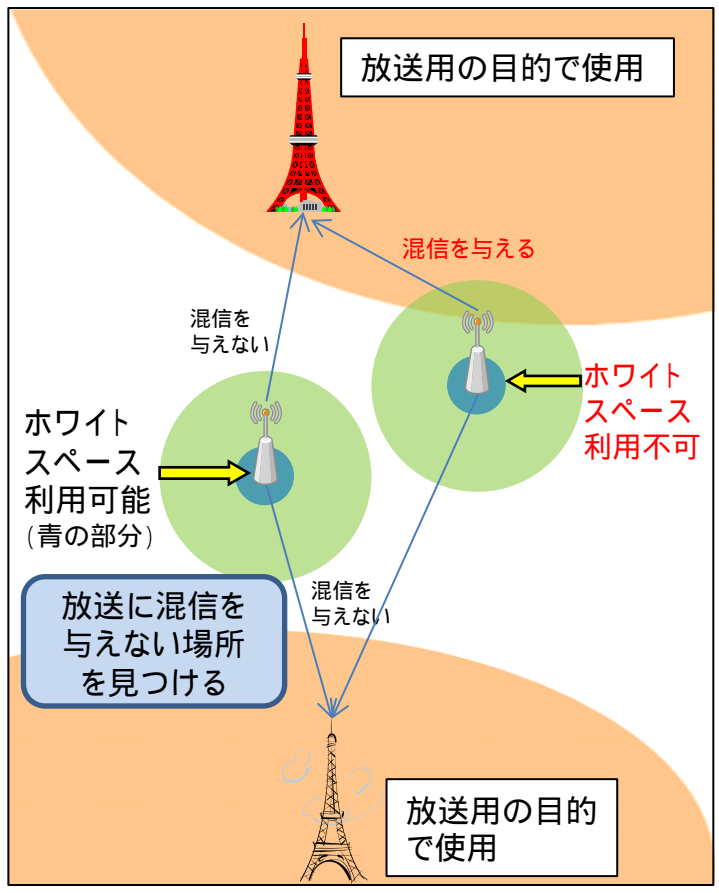 放送用の目的で使用
混信を与える
混信を
与えない
ホワイト
スペース
利用不可
ホワイト
スペース
利用可能
(青の部分)
混信を
与えない
放送に混信を
与えない場所
を見つける
放送用の目的
で使用